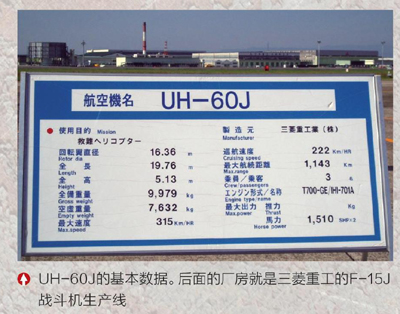 航空機名 UH-60J
使用目的 Mission
救難ヘリコプター
回転翼直径 16.36 m
Rotor dia
全長 19.76 m
Length
全高 5.13 m
Height
全備重量 9,979 kg
Gross weight
空虚重量 7,632 kg
Empty weight
最大速度 315 KM/HR
Max.speed
製造元 三菱重工業(株)
Manufacturer
巡航速度 222 KM/HR
Cruising speed
最大航続距離 1,143 KM
Max.range
乗員/乗客 3 人
Crew/passengers
エンジン形式/名称 T700-GE/IHI-701A
Engine type/name
最大出力 推力 Kg
Max.power Thrust
馬力 1,510 SHP×2
Horse power
UH-60J的基本数据。后面的厂房就是三菱重工的F-15J
战斗机生产线